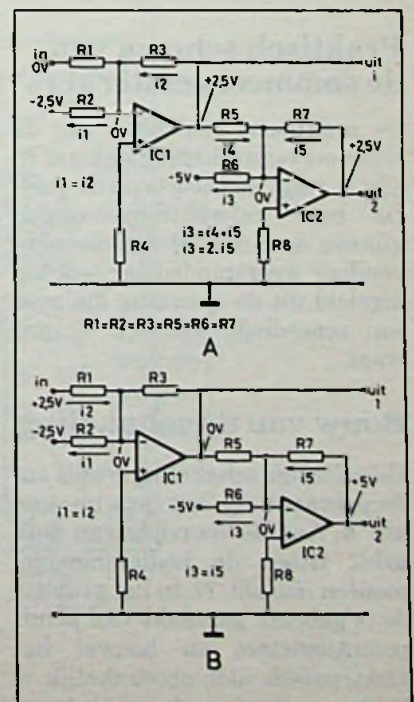 in R1 R3 uit
0V i2 1
-2,5V R2 +2,5V
i1 0V R5 R7
IC1 i4 i5
-5V R6 +2,5V
i1=i2 i3 0V
IC2 uit
i3=i4+i5 2
R4 i3=2.i5 R8
R1=R2=R3=R5=R6=R7
A
in R1 R3 uit
+2,5V i2 1
-2,5V R2 0V
i1 0V R5 R7
IC1 i5
-5V R6 +5V
i1=i2 i3 0V
IC2 uit
2
R4 i3=i5 R8
B